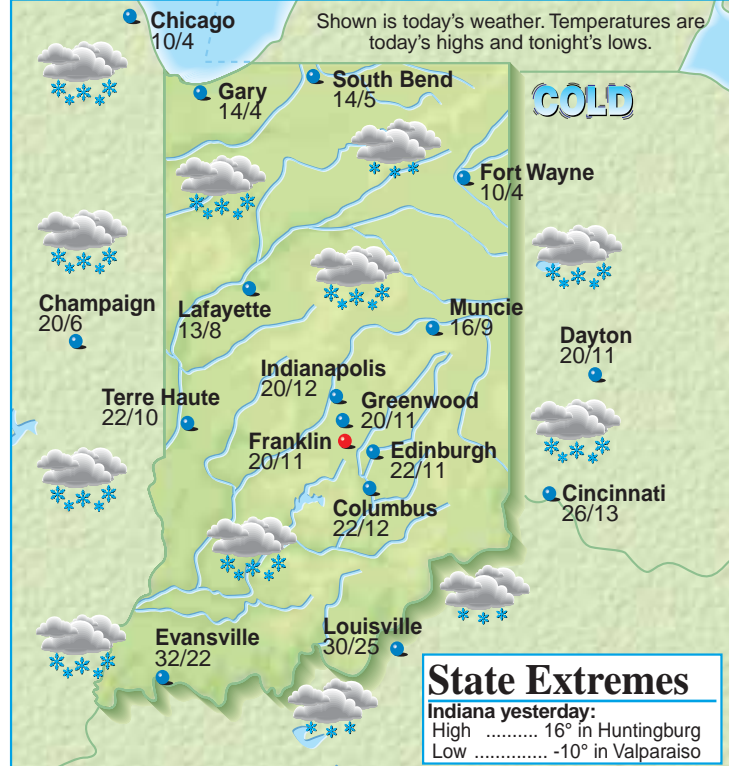 Shown is today's weather. Temperatures are
today's highs and tonight's lows.
Chicago
10/4
Gary
14/4
South Bend
14/5
COLD
Fort Wayne
10/4
Champaign
20/6
Lafayette
13/8
Muncie
16/9
Dayton
20/11
Indianapolis
20/12
Terre Haute
22/10
Greenwood
20/11
Franklin
20/11
Edinburgh
22/11
Columbus
22/12
Cincinnati
26/13
Evansville
32/22
Louisville
30/25
State Extremes
Indiana yesterday:
High .......... 16° in Huntingburg
Low .............. -10° in Valparaiso